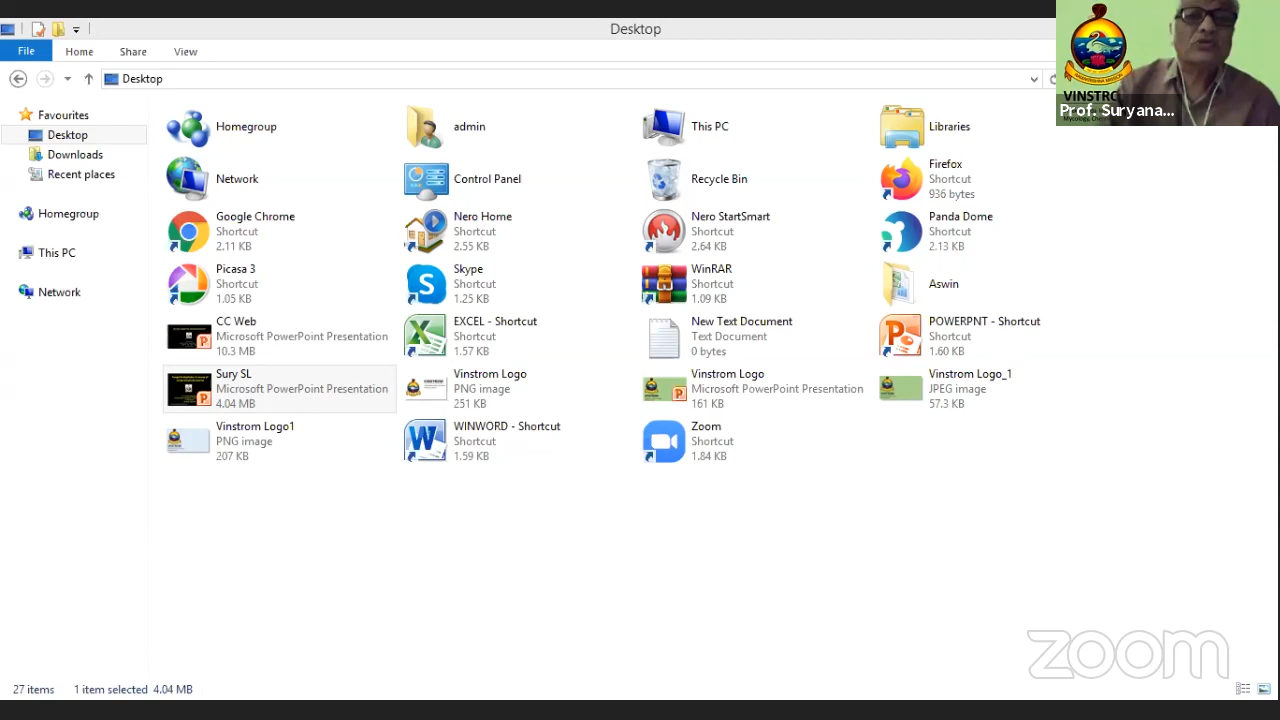 Desktop
File Home Share View
Desktop
Favourites
Desktop
Downloads
Recent places
Homegroup
This PC
Network
Homegroup
admin
This PC
Libraries
Network
Control Panel
Recycle Bin
Firefox
Shortcut
936 bytes
Google Chrome
Shortcut
2.11 KB
Nero Home
Shortcut
2.55 KB
Nero StartSmart
Shortcut
2.64 KB
Panda Dome
Shortcut
2.13 KB
Picasa 3
Shortcut
1.05 KB
Skype
Shortcut
1.25 KB
WinRAR
Shortcut
1.09 KB
Aswin
CC Web
Microsoft PowerPoint Presentation
10.3 MB
EXCEL - Shortcut
Shortcut
1.57 KB
New Text Document
Text Document
0 bytes
POWERPNT - Shortcut
Shortcut
1.60 KB
Sury SL
Microsoft PowerPoint Presentation
4.04 MB
Vinstrom Logo
PNG image
251 KB
Vinstrom Logo
Microsoft PowerPoint Presentation
161 KB
Vinstrom Logo_1
JPEG image
57.3 KB
Vinstrom Logo1
PNG image
207 KB
WINWORD - Shortcut
Shortcut
1.59 KB
Zoom
Shortcut
1.84 KB
27 items 1 item selected 4.04 MB
VINSTRO
Prof. Suryana...
zoom